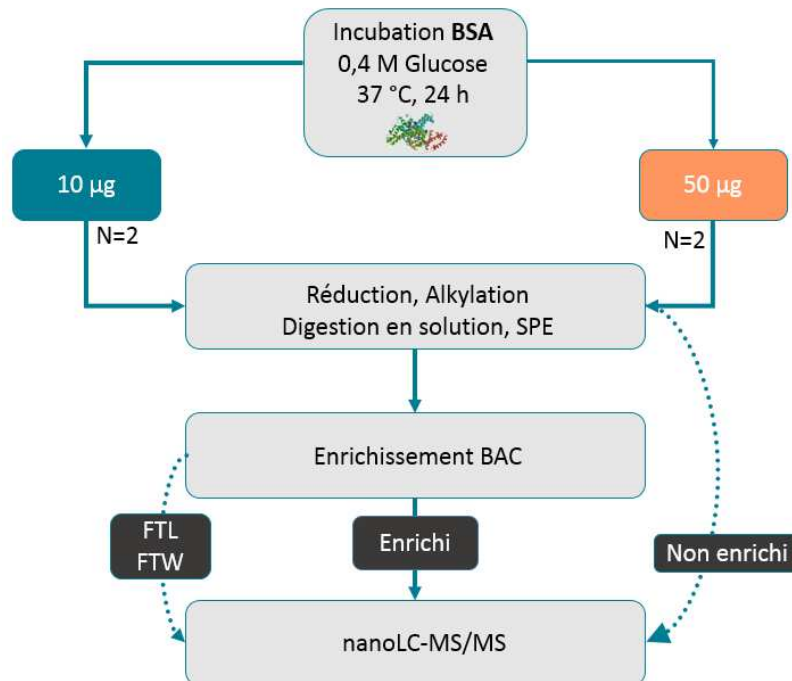 Incubation BSA
0,4 M Glucose
37 °C, 24 h
10 µg
50 µg
N=2
N=2
Réduction, Alkylation
Digestion en solution, SPE
Enrichissement BAC
FTL
FTW
Enrichi
Non enrichi
nanoLC-MS/MS